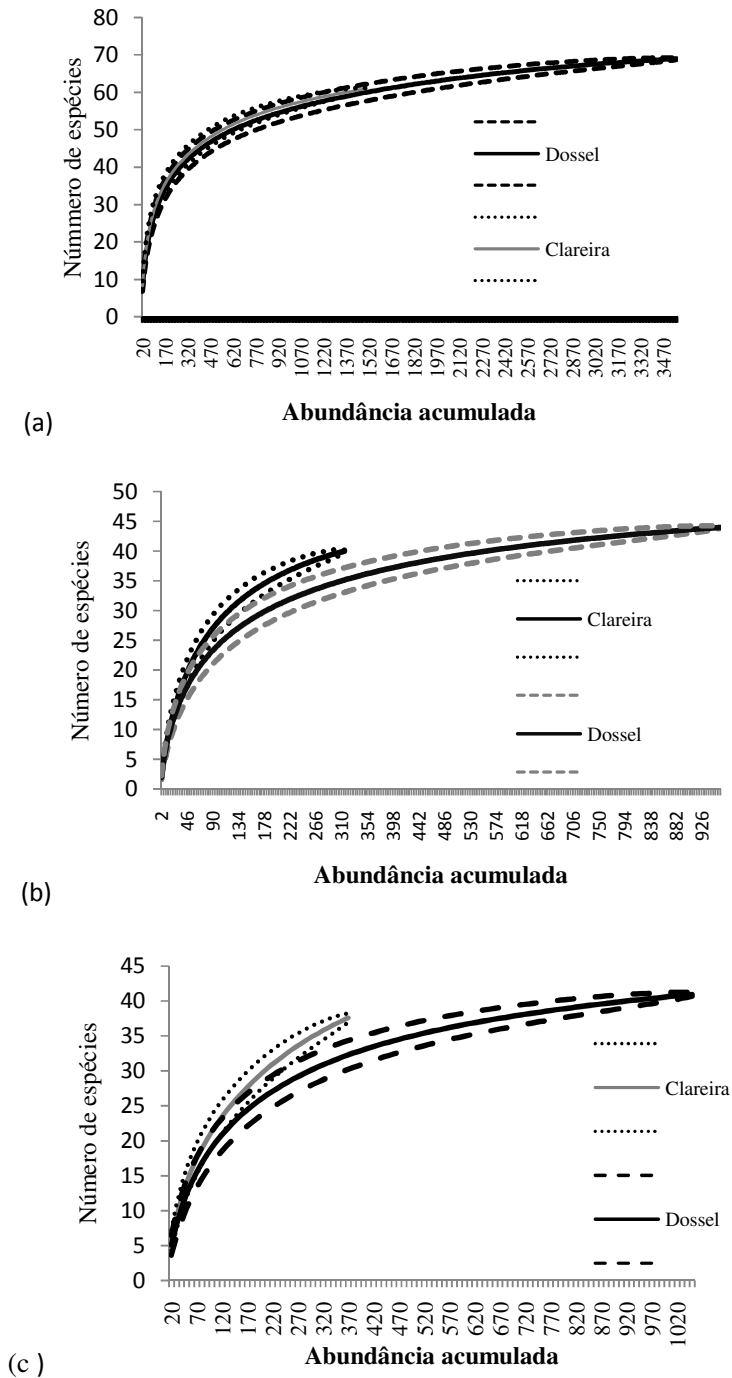 80
70
60
50
40
30
20
10
0
Núm​mero de espécies
Dossel
Clareira
20 170 320 470 620 770 920 1070 1220 1370 1520 1670 1820 1970 2120 2270 2420 2570 2720 2870 3020 3170 3320 3470
Abundância acumulada
(a)
50
45
40
35
30
25
20
15
10
5
0
Número de espécies
Clareira
Dossel
2 46 90 134 178 222 266 310 354 398 442 486 530 574 618 662 706 750 794 838 882 926
Abundância acumulada
(b)
45
40
35
30
25
20
15
10
5
0
Número de espécies
Clareira
Dossel
20 70 120 170 220 270 320 370 420 470 520 570 620 670 720 770 820 870 920 970 1020
Abundância acumulada
(c )